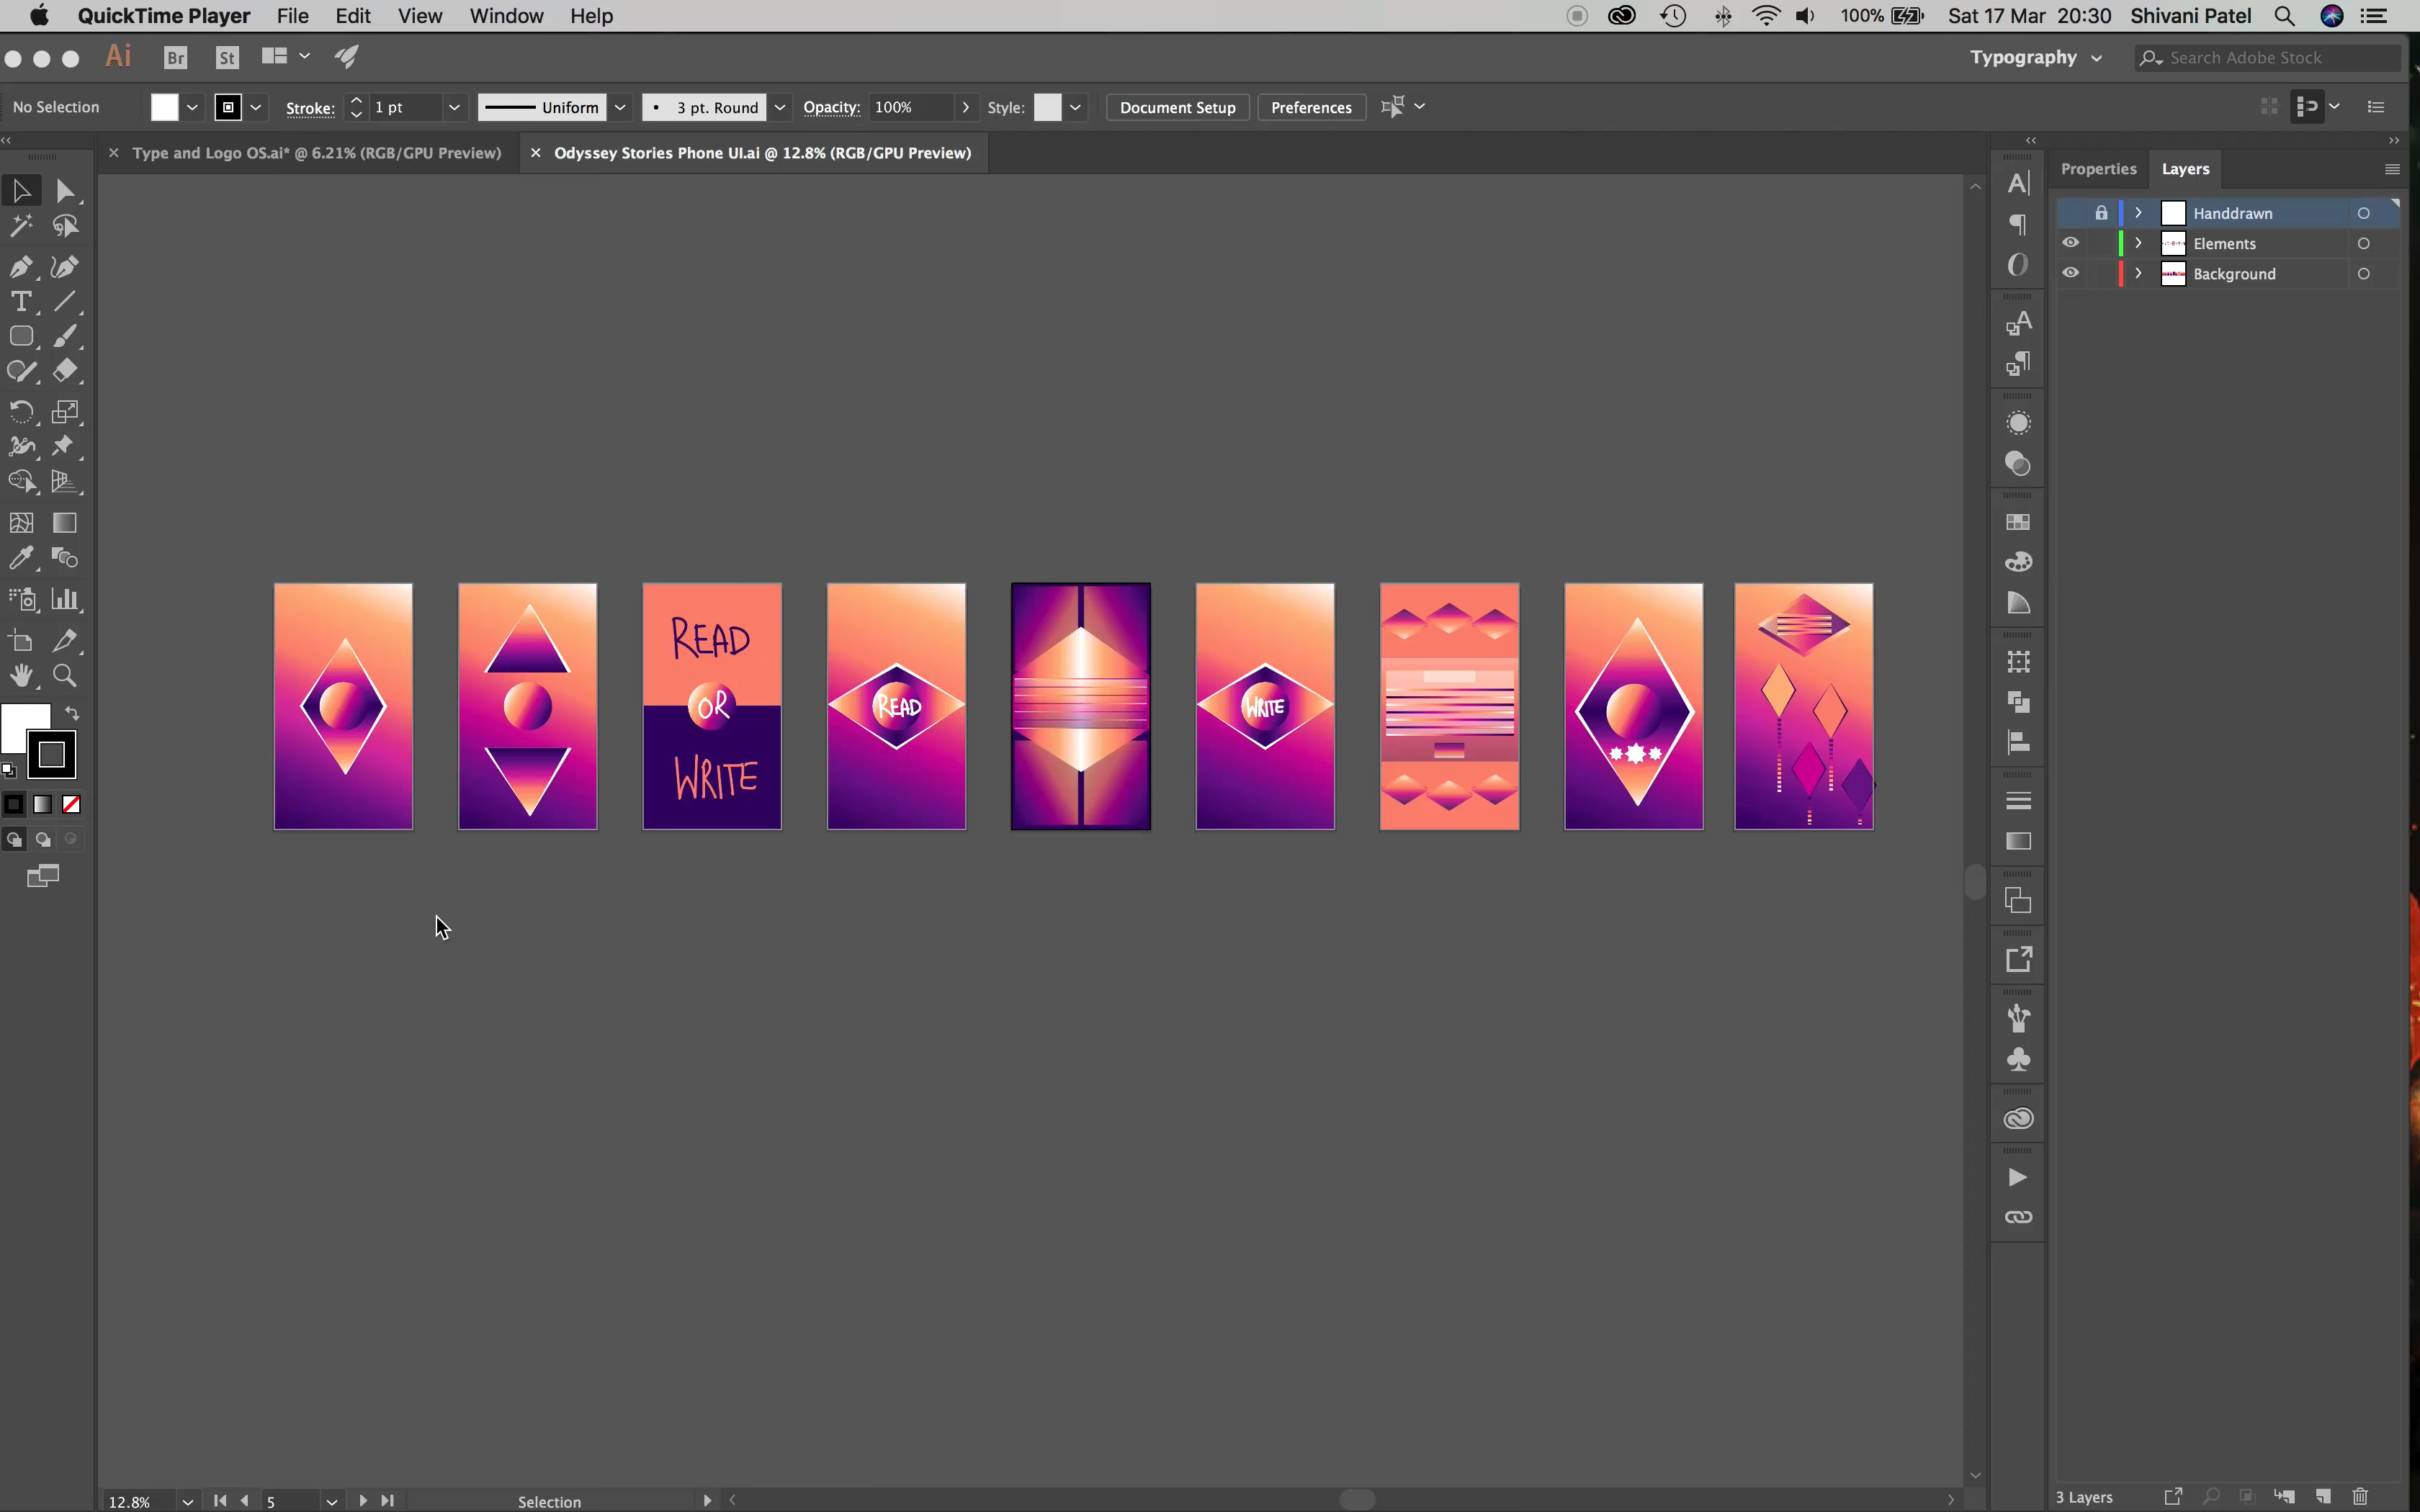 QuickTime Player File Edit View Window Help 100% Sat 17 Mar 20:30 Shivani Patel
Ai Br St Typography Search Adobe Stock
No Selection Stroke: 1 pt Uniform 3 pt. Round Opacity: 100% Style: Document Setup Preferences
Type and Logo OS.ai* @ 6.21% (RGB/GPU Preview) Odyssey Stories Phone UI.ai @ 12.8% (RGB/GPU Preview)
Properties Layers
Handdrawn
Elements
Background
READ
OR
WRITE
READ
WRITE
12.8% 5 Selection
3 Layers